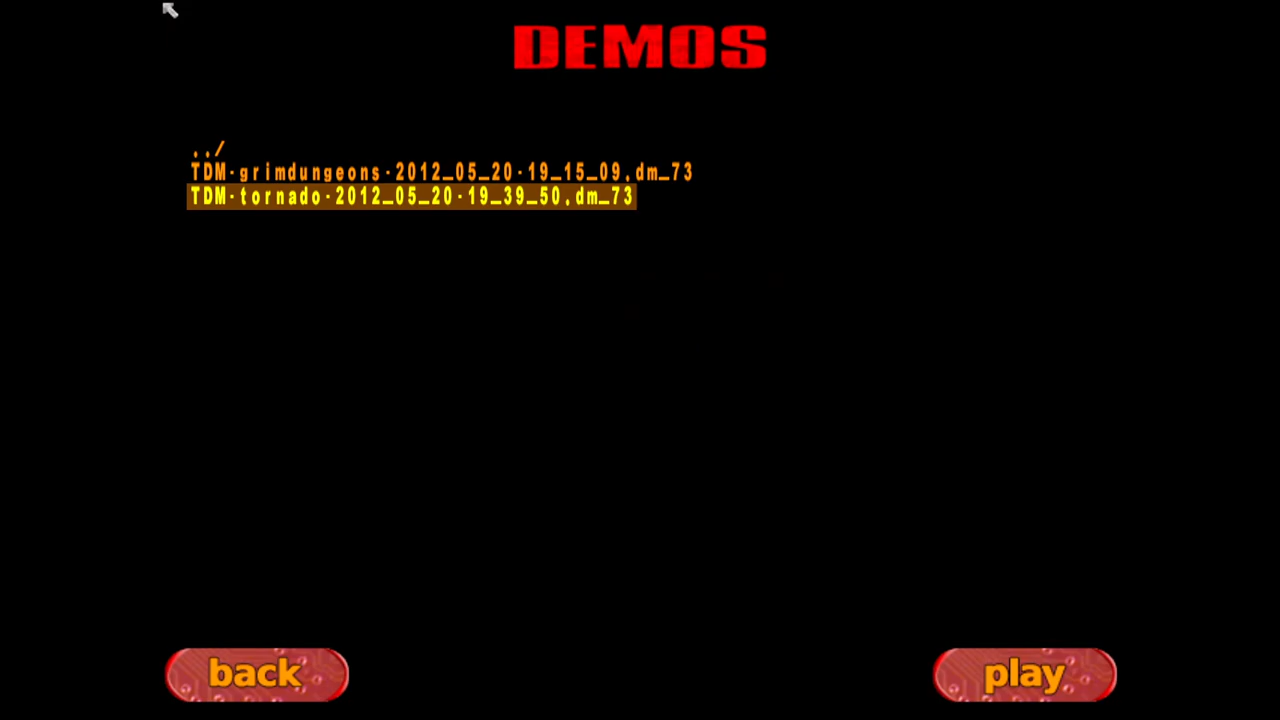 DEMOS
../
TDM-grimdungeons-2012_05_20-19_15_09.dm_73
TDM-tornado-2012_05_20-19_39_50.dm_73
back
play